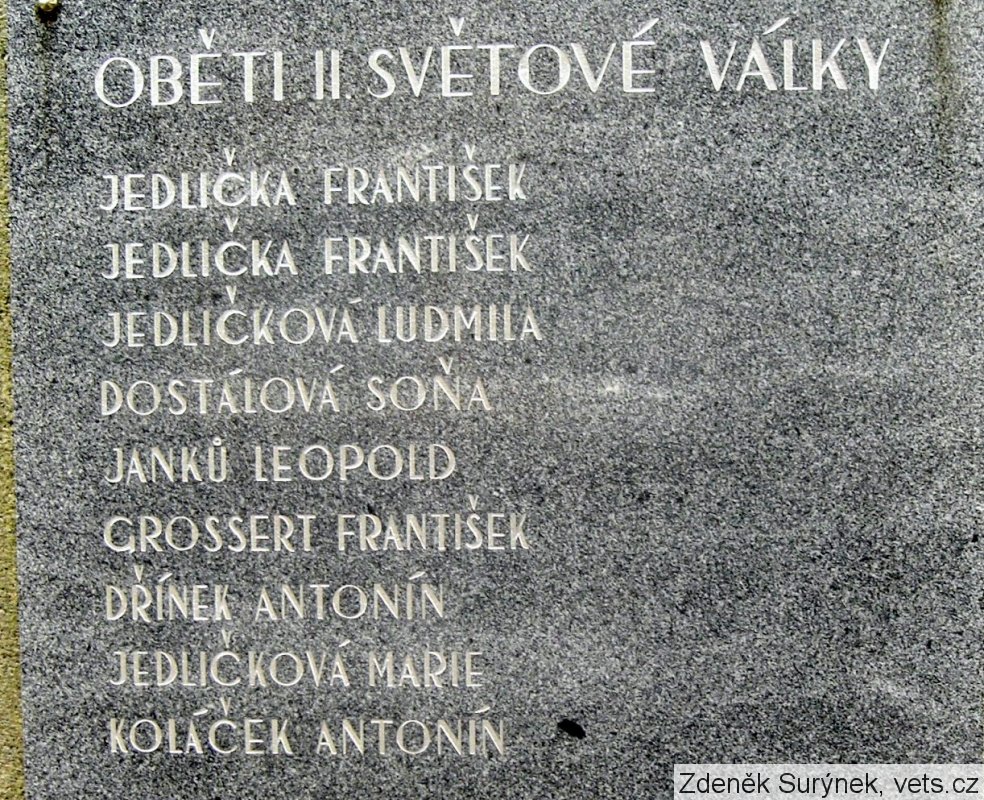 OBĚTI II. SVĚTOVÉ VÁLKY
JEDLIČKA FRANTIŠEK
JEDLIČKA FRANTIŠEK
JEDLIČKOVÁ LUDMILA
DOSTÁLOVÁ SOŇA
JANKŮ LEOPOLD
GROSSERT FRANTIŠEK
DŘÍNEK ANTONÍN
JEDLIČKOVÁ MARIE
KOLÁČEK ANTONÍN
Zdeněk Surýnek, vets.cz